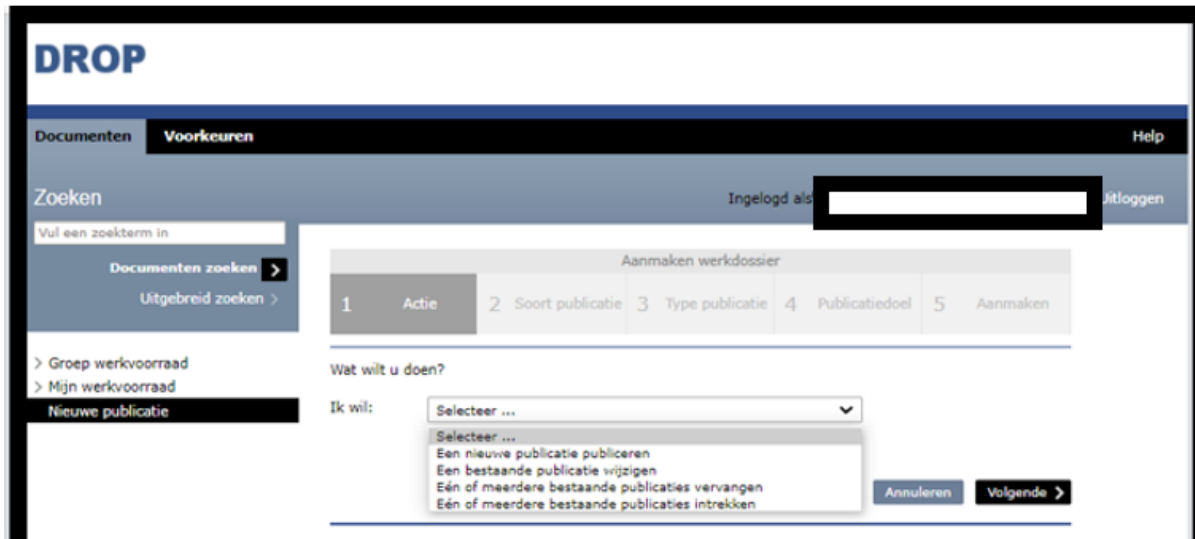 DROP
Documenten Voorkeuren Help
Zoeken
Ingelogd als Uitloggen
Vul een zoekterm in
Documenten zoeken >
Uitgebreid zoeken >
Aanmaken werkdossier
1 Actie 2 Soort publicatie 3 Type publicatie 4 Publicatiedoel 5 Aanmaken
> Groep werkvoorraad
> Mijn werkvoorraad
Nieuwe publicatie
Wat wilt u doen?
Ik wil: Selecteer ...
Selecteer ...
Een nieuwe publicatie publiceren
Een bestaande publicatie wijzigen
Eén of meerdere bestaande publicaties vervangen
Eén of meerdere bestaande publicaties intrekken
Annuleren Volgende >